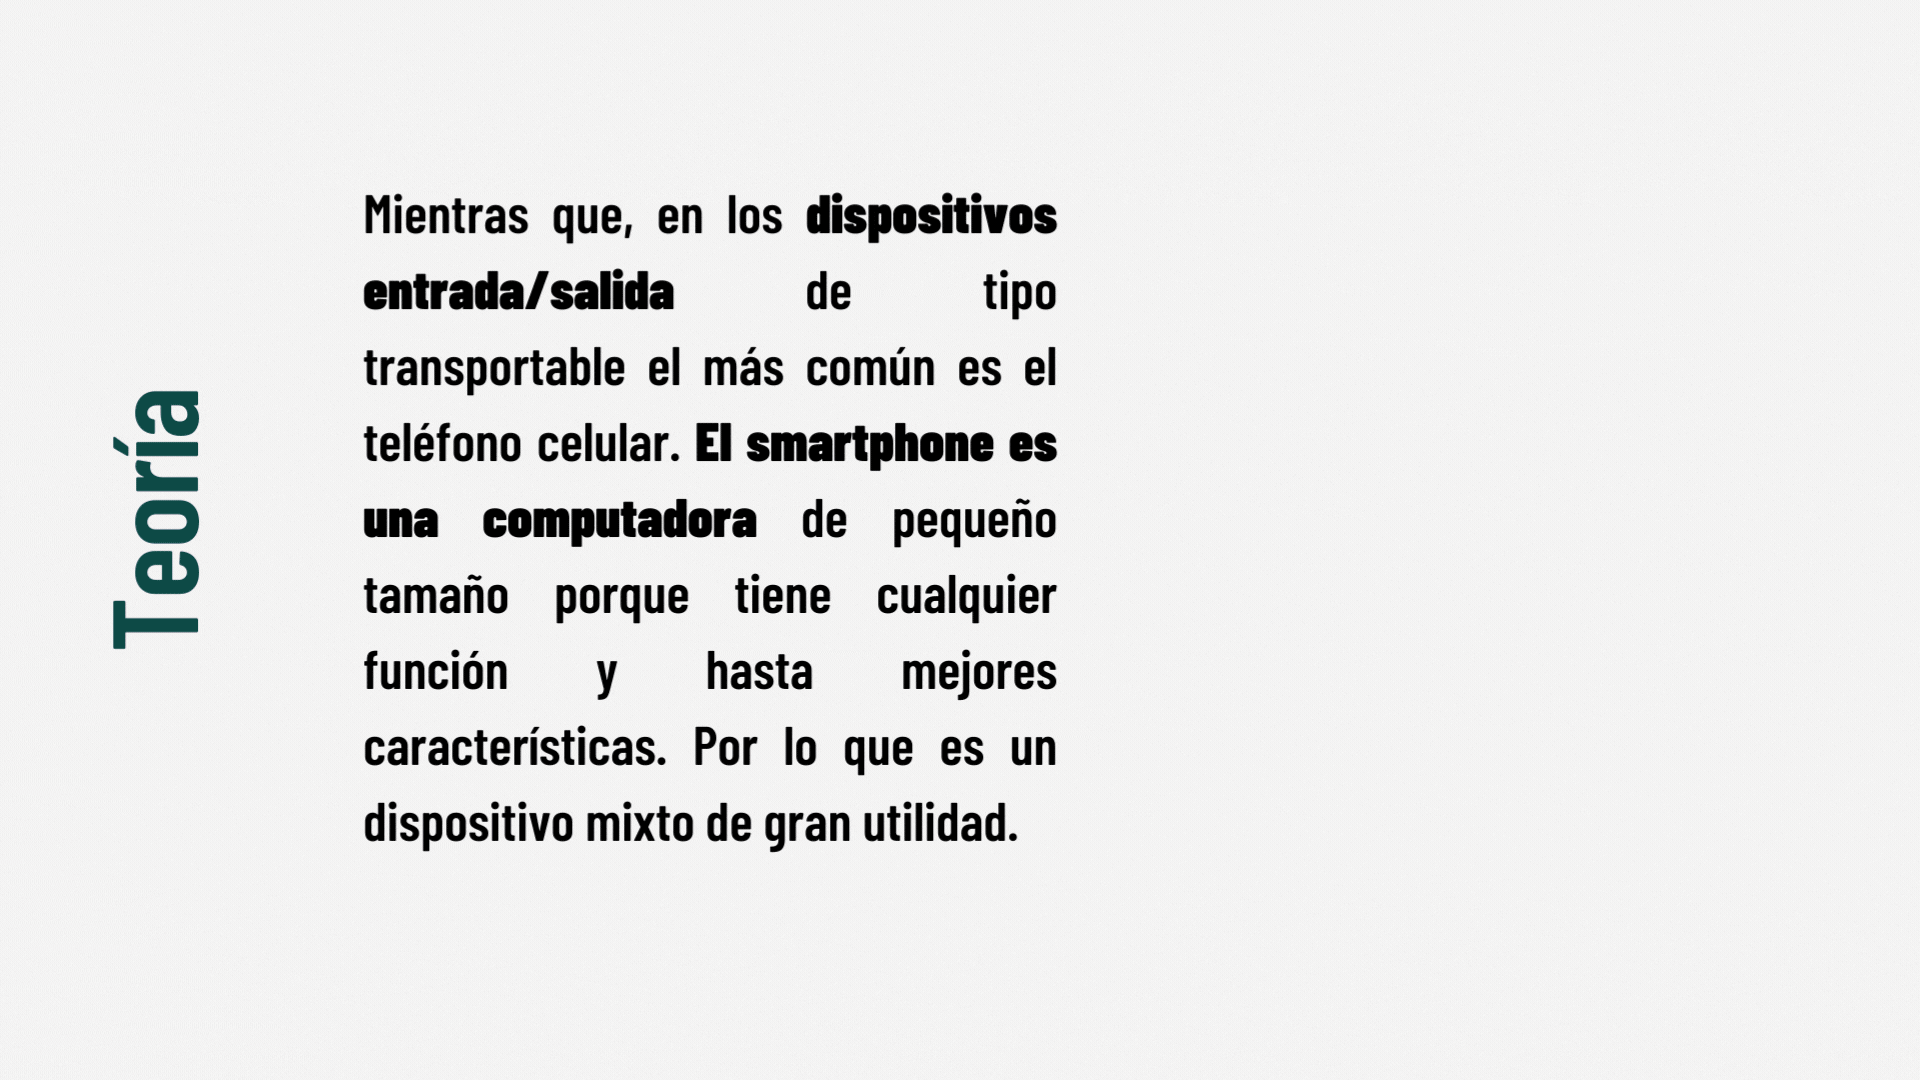 Teoría
Mientras que, en los dispositivos
entrada/salida de tipo
transportable el más común es el
teléfono celular. El smartphone es
una computadora de pequeño
tamaño porque tiene cualquier
función y hasta mejores
características. Por lo que es un
dispositivo mixto de gran utilidad.